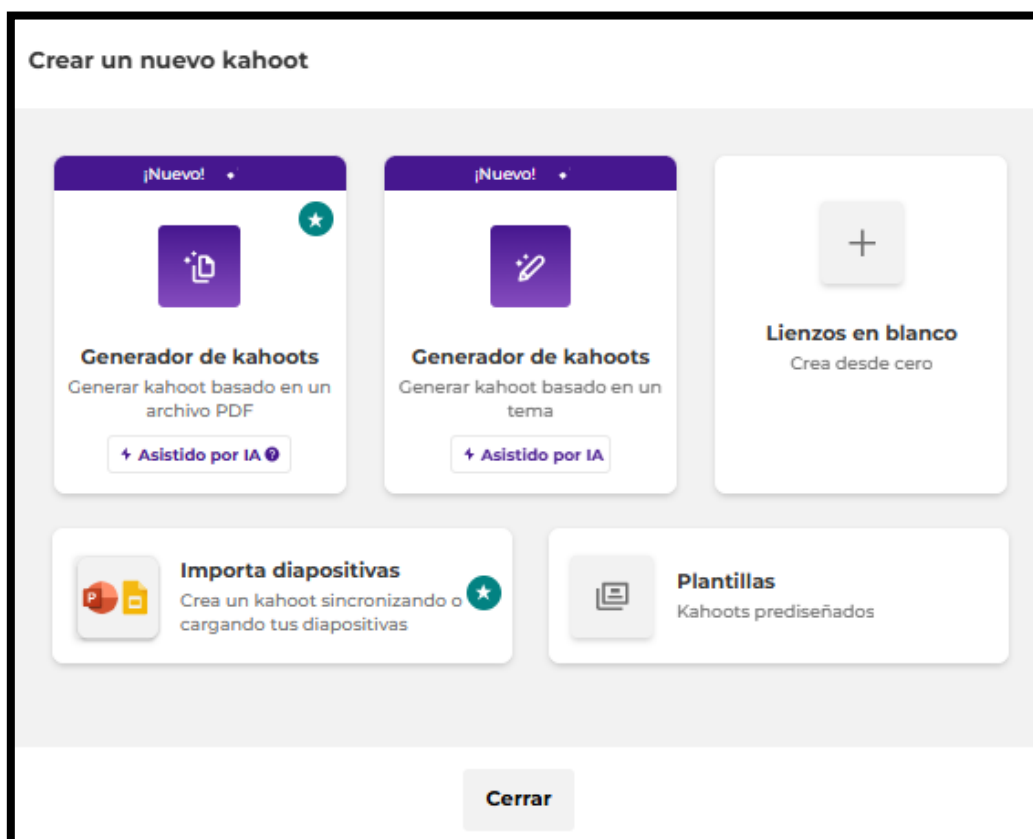 Crear un nuevo kahoot
¡Nuevo!
¡Nuevo!
Generador de kahoots
Generar kahoot basado en un
archivo PDF
Asistido por IA ?
Generador de kahoots
Generar kahoot basado en un
tema
Asistido por IA
Lienzos en blanco
Crea desde cero
P
Importa diapositivas
Crea un kahoot sincronizando o
cargando tus diapositivas
Plantillas
Kahoots prediseñados
Cerrar